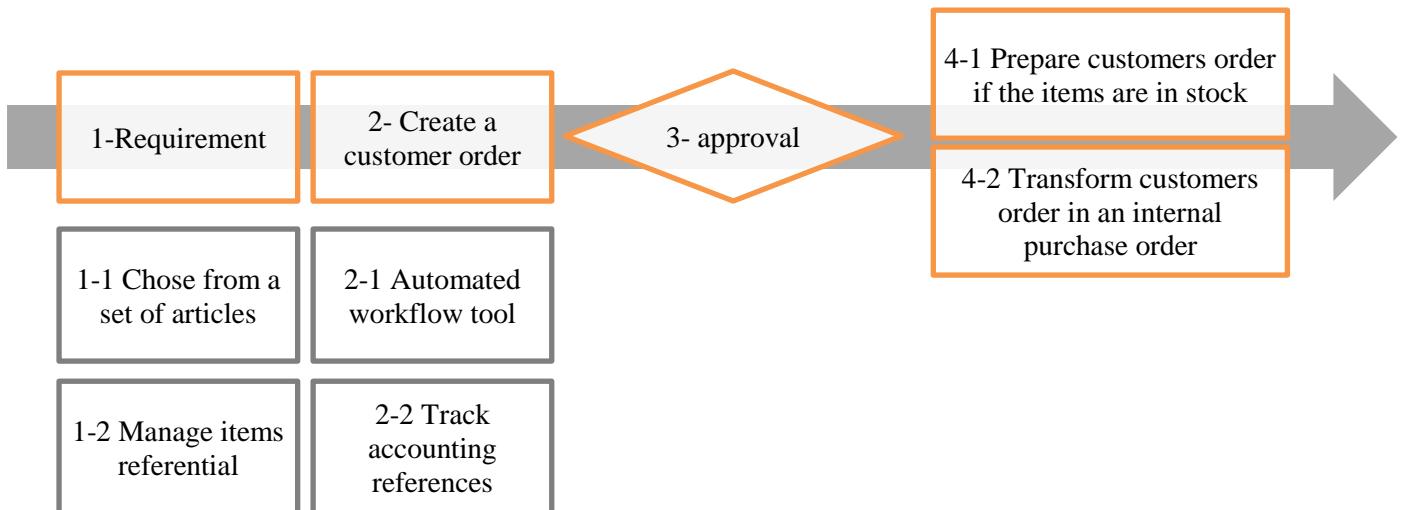 1-Requirement
2- Create a
customer order
3- approval
4-1 Prepare customers order
if the items are in stock
4-2 Transform customers
order in an internal
purchase order
1-1 Chose from a
set of articles
2-1 Automated
workflow tool
1-2 Manage items
referential
2-2 Track
accounting
references